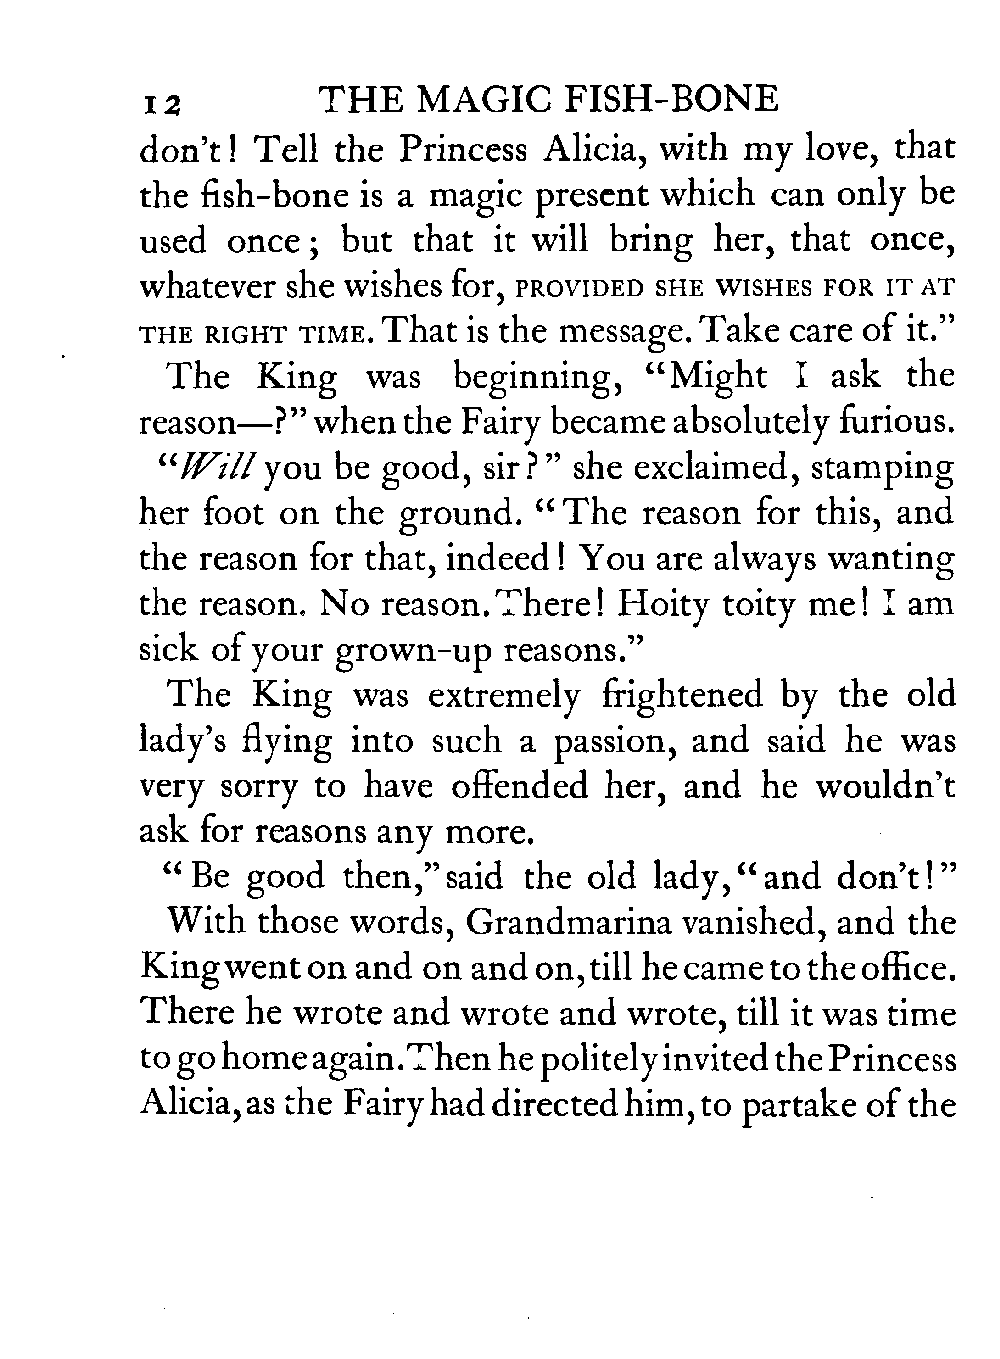 12 THE MAGIC FISH-BONE
don't! Tell the Princess Alicia, with my love, that
the fish-bone is a magic present which can only be
used once; but that it will bring her, that once,
whatever she wishes for, PROVIDED SHE WISHES FOR IT AT
THE RIGHT TIME. That is the message. Take care of it.”
The King was beginning, “Might I ask the
reason—?” when the Fairy became absolutely furious.
“Will you be good, sir?” she exclaimed, stamping
her foot on the ground. “The reason for this, and
the reason for that, indeed! You are always wanting
the reason. No reason. There! Hoity toity me! I am
sick of your grown-up reasons.”
The King was extremely frightened by the old
lady's flying into such a passion, and said he was
very sorry to have offended her, and he wouldn't
ask for reasons any more.
“Be good then,” said the old lady, “and don't!”
With those words, Grandmarina vanished, and the
King went on and on and on, till he came to the office.
There he wrote and wrote and wrote, till it was time
to go home again. Then he politely invited the Princess
Alicia, as the Fairy had directed him, to partake of the